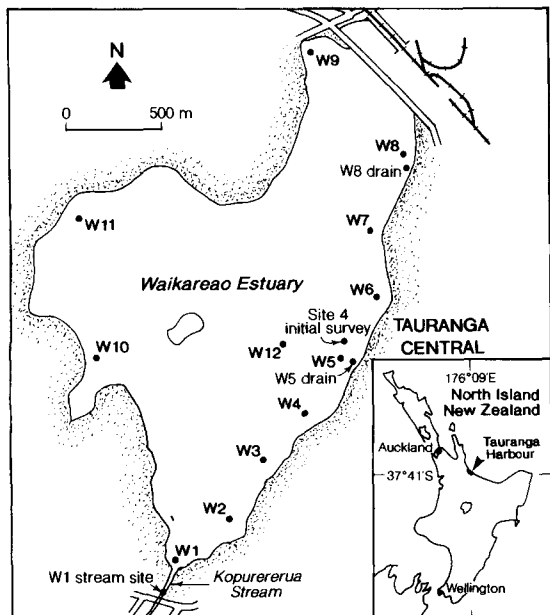 N
0 500 m
W9
W8
W8 drain
W11
W7
Waikareao Estuary
W6
Site 4
initial survey
TAURANGA
CENTRAL
W12
W10
W5
W5 drain
W4
W3
W2
W1
W1 stream site
Kopurererua
Stream
176°09'E
North Island
New Zealand
Auckland
Tauranga
Harbour
37°41'S
Wellington